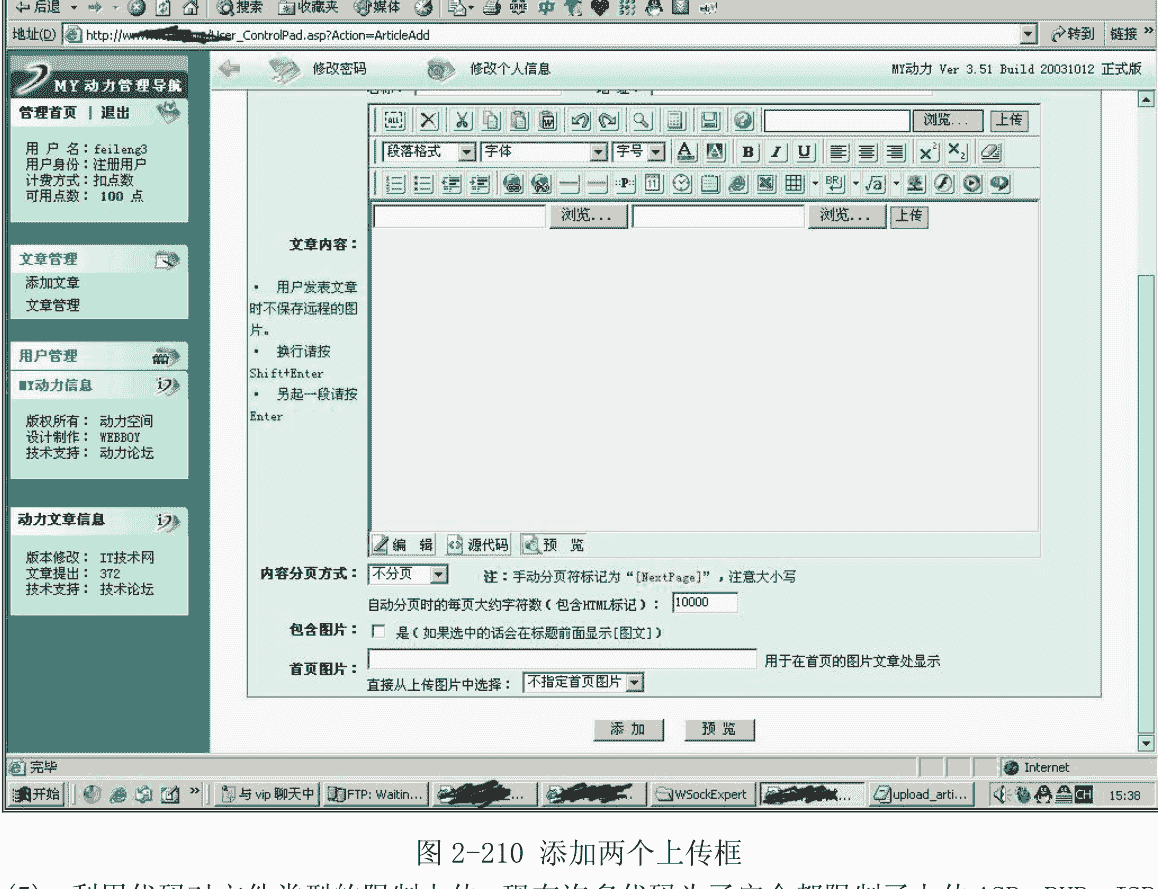 后退
搜索 收藏夹 媒体
地址(D) http://w User_ControlPad.asp?Action=ArticleAdd 转到 链接 »
MY动力管理导航
修改密码 修改个人信息 MY动力 Ver 3.51 Build 20031012 正式版
管理首页 | 退出
用 户 名：feileng3
用户身份：注册用户
计费方式：扣点数
可用点数： 100 点
文章管理
添加文章
文章管理
用户管理
MY动力信息
版权所有： 动力空间
设计制作： WEBBOY
技术支持： 动力论坛
动力文章信息
版本修改： IT技术网
文章提出： 372
技术支持： 技术论坛
浏览... 上传
段落格式 字体 字号 B I U x² x₂
浏览... 浏览... 上传
文章内容：
• 用户发表文章
时不保存远程的图
片。
• 换行请按
Shift+Enter
• 另起一段请按
Enter
编 辑 源代码 预 览
内容分页方式： 不分页 注：手动分页符标记为“[NextPage]”，注意大小写
自动分页时的每页大约字符数（包含HTML标记）： 10000
包含图片： 是（如果选中的话会在标题前面显示[图文]）
首页图片： 用于在首页的图片文章处显示
直接从上传图片中选择： 不指定首页图片
添 加 预 览
完毕 Internet
开始 » 与 vip 聊天中 FTP: Waitin... ... ... WSockExpert ... upload_arti... CH 15:38
图 2-210 添加两个上传框